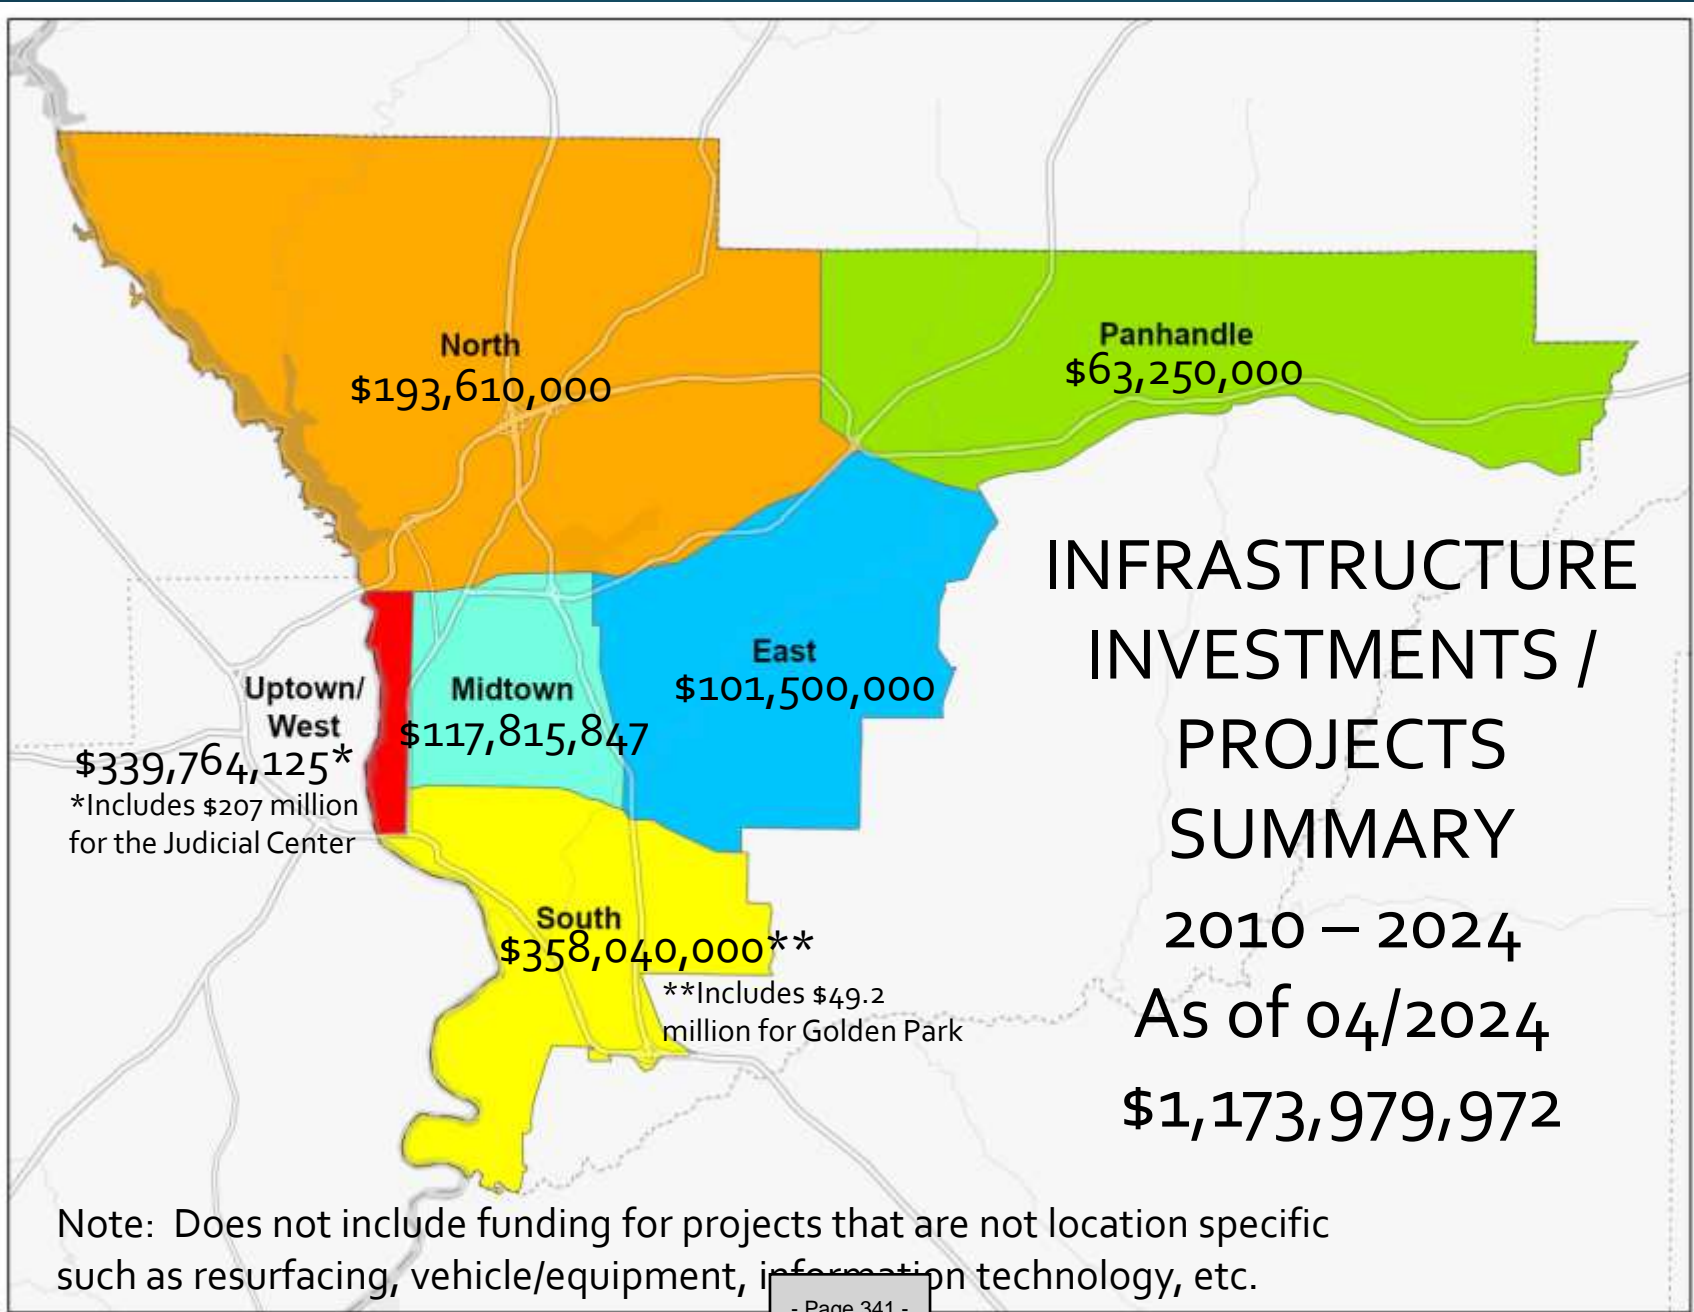 North
$193,610,000
Panhandle
$63,250,000
East
$101,500,000
Uptown/
West
$339,764,125*
*Includes $207 million
for the Judicial Center
Midtown
$117,815,847
South
$358,040,000**
**Includes $49.2
million for Golden Park
INFRASTRUCTURE
INVESTMENTS /
PROJECTS
SUMMARY
2010 – 2024
As of 04/2024
$1,173,979,972
Note: Does not include funding for projects that are not location specific
such as resurfacing, vehicle/equipment, information technology, etc.
- Page 341 -